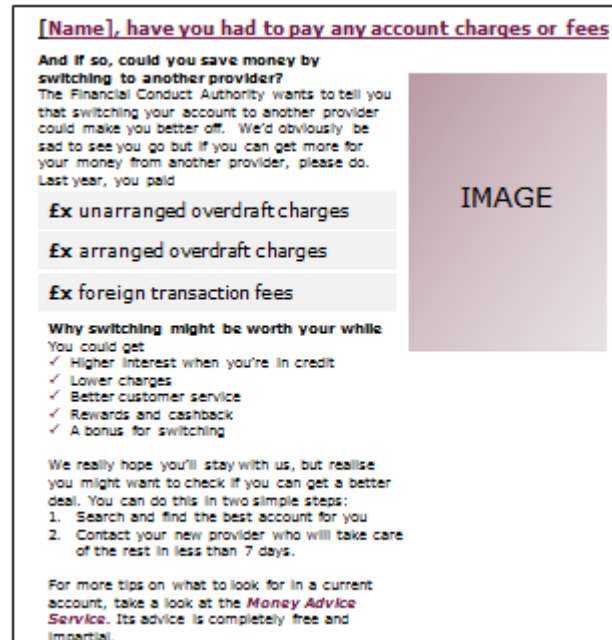 [Name], have you had to pay any account charges or fees
And if so, could you save money by
switching to another provider?
The Financial Conduct Authority wants to tell you
that switching your account to another provider
could make you better off. We'd obviously be
sad to see you go but if you can get more for
your money from another provider, please do.
Last year, you paid
£x unarranged overdraft charges
£x arranged overdraft charges
£x foreign transaction fees
IMAGE
Why switching might be worth your while
You could get
✓ Higher interest when you're in credit
✓ Lower charges
✓ Better customer service
✓ Rewards and cashback
✓ A bonus for switching
We really hope you'll stay with us, but realise
you might want to check if you can get a better
deal. You can do this in two simple steps:
1. Search and find the best account for you
2. Contact your new provider who will take care
of the rest in less than 7 days.
For more tips on what to look for in a current
account, take a look at the Money Advice
Service. Its advice is completely free and
impartial.